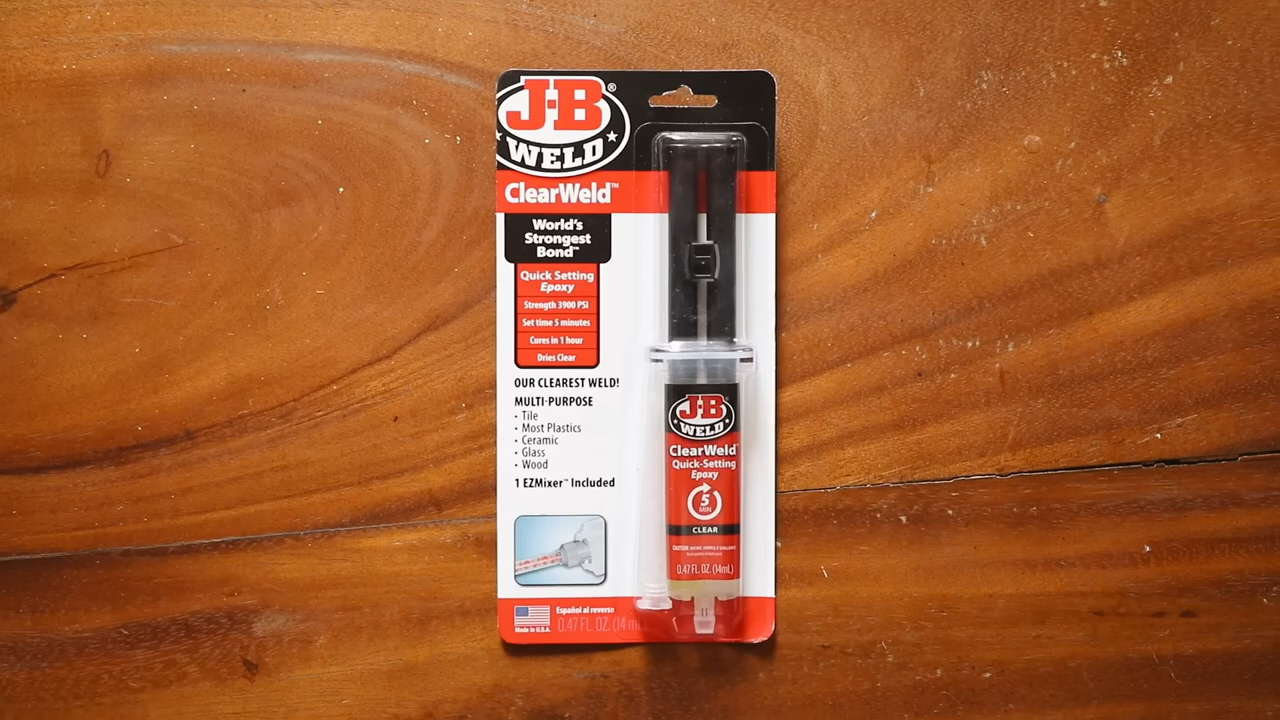 J-B®
WELD
ClearWeld™
World's
Strongest
Bond™
Quick Setting
Epoxy
Strength 3900 PSI
Set time 5 minutes
Cures in 1 hour
Dries Clear
OUR CLEAREST WELD!
MULTI-PURPOSE
• Tile
• Most Plastics
• Ceramic
• Glass
• Wood
1 EZMixer™ Included
Made in U.S.A.
Español al reverso
0.47 FL. OZ. (14 mL
J-B
WELD
ClearWeld™
Quick-Setting
Epoxy
5
MIN
CLEAR
CAUTION:
0.47 FL. OZ. (14mL)